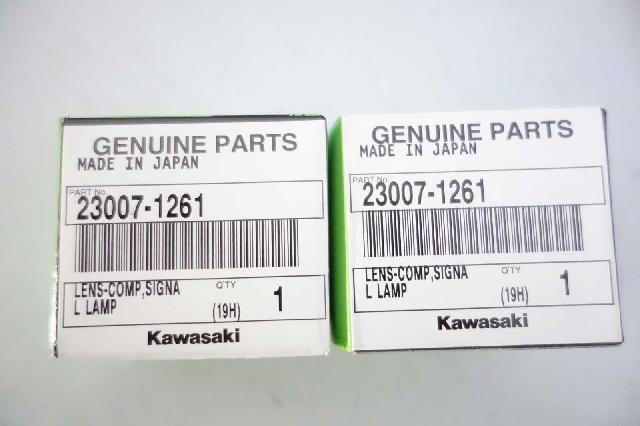 GENUINE PARTS
MADE IN JAPAN
PART No.
23007-1261
LENS-COMP,SIGNA
L LAMP
Q'TY
(19H)
1
Kawasaki
GENUINE PARTS
MADE IN JAPAN
PART No.
23007-1261
LENS-COMP,SIGNA
L LAMP
Q'TY
(19H)
1
Kawasaki